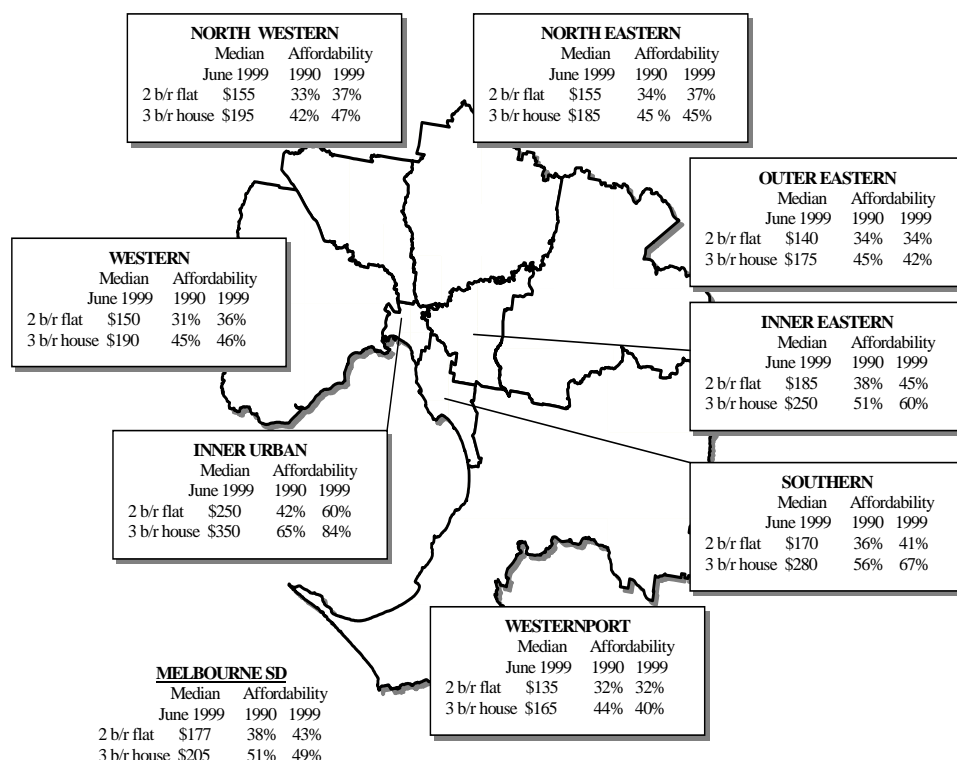 NORTH WESTERN
Median Affordability
June 1999 1990 1999
2 b/r flat $155 33% 37%
3 b/r house $195 42% 47%
NORTH EASTERN
Median Affordability
June 1999 1990 1999
2 b/r flat $155 34% 37%
3 b/r house $185 45 % 45%
OUTER EASTERN
Median Affordability
June 1999 1990 1999
2 b/r flat $140 34% 34%
3 b/r house $175 45% 42%
WESTERN
Median Affordability
June 1999 1990 1999
2 b/r flat $150 31% 36%
3 b/r house $190 45% 46%
INNER EASTERN
Median Affordability
June 1999 1990 1999
2 b/r flat $185 38% 45%
3 b/r house $250 51% 60%
INNER URBAN
Median Affordability
June 1999 1990 1999
2 b/r flat $250 42% 60%
3 b/r house $350 65% 84%
SOUTHERN
Median Affordability
June 1999 1990 1999
2 b/r flat $170 36% 41%
3 b/r house $280 56% 67%
WESTERNPORT
Median Affordability
June 1999 1990 1999
2 b/r flat $135 32% 32%
3 b/r house $165 44% 40%
MELBOURNE SD
Median Affordability
June 1999 1990 1999
2 b/r flat $177 38% 43%
3 b/r house $205 51% 49%